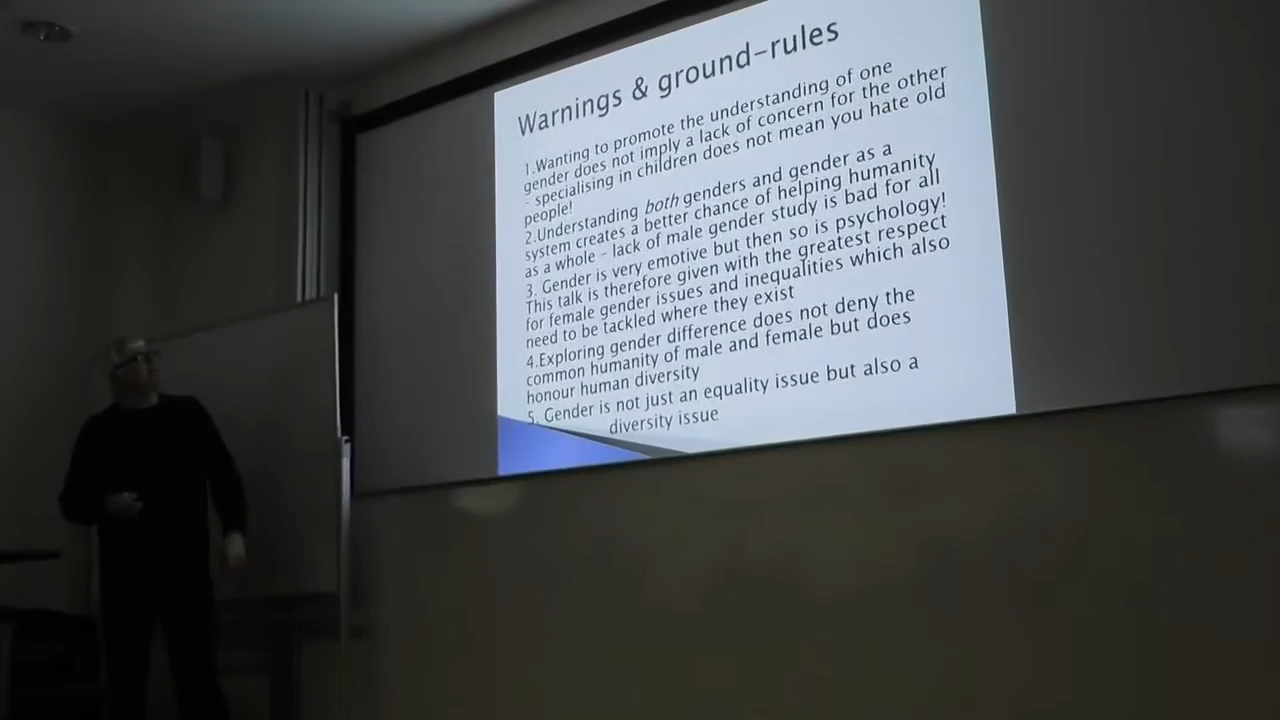 Warnings & ground-rules
1.Wanting to promote the understanding of one
gender does not imply a lack of concern for the other
- specialising in children does not mean you hate old
people!
2.Understanding both genders and gender as a
system creates a better chance of helping humanity
as a whole - lack of male gender study is bad for all
3. Gender is very emotive but then so is psychology!
This talk is therefore given with the greatest respect
for female gender issues and inequalities which also
need to be tackled where they exist
4.Exploring gender difference does not deny the
common humanity of male and female but does
honour human diversity
5. Gender is not just an equality issue but also a
diversity issue